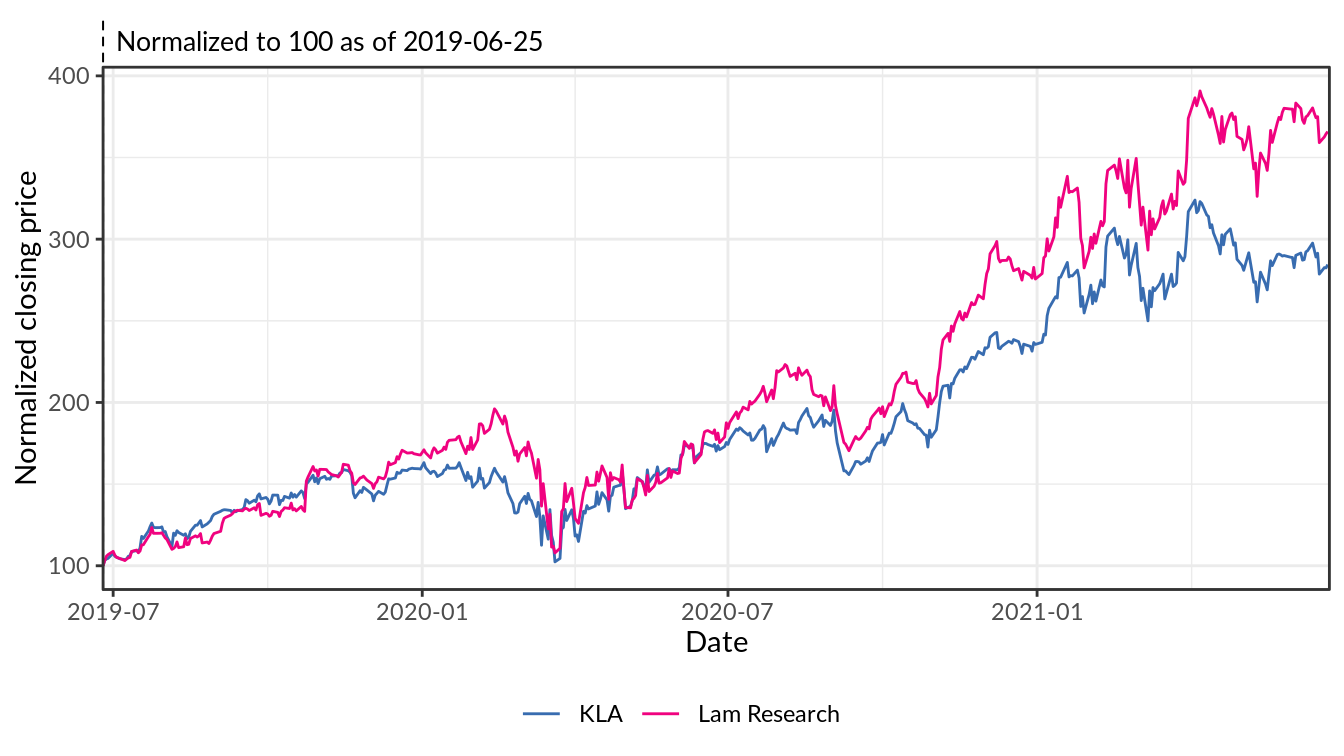 Normalized to 100 as of 2019-06-25
400
300
200
100
Normalized closing price
2019-07 2020-01 2020-07 2021-01
Date
KLA Lam Research